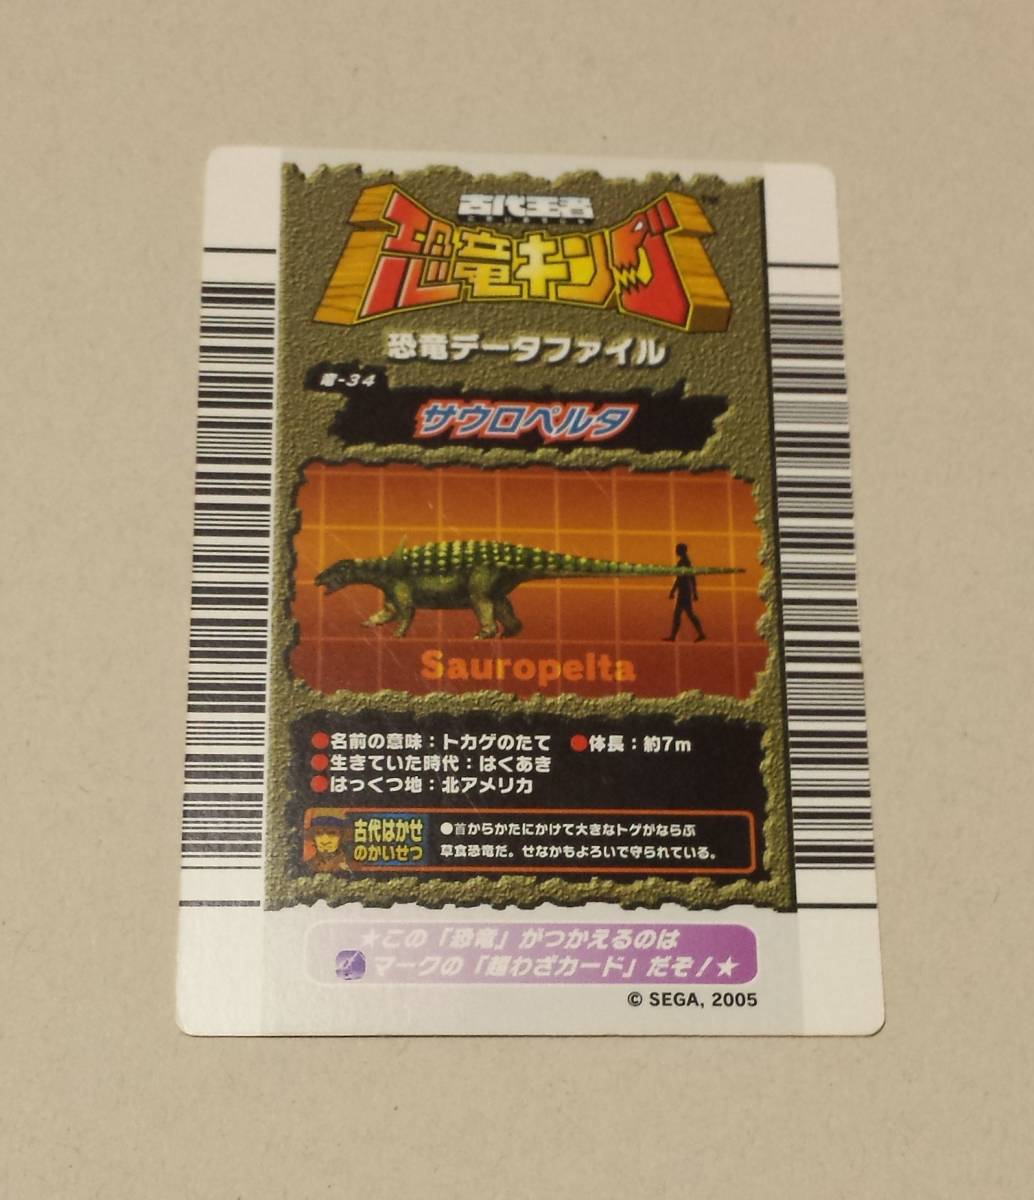 古代王者
恐竜キング
TM
恐竜データファイル
竜-34
サウロペルタ
Sauropelta
●名前の意味：トカゲのたて ●体長：約7m
●生きていた時代：はくあき
●はっくつ地：北アメリカ
古代はかせ
のかいせつ
●首からかたにかけて大きなトゲがならぶ
草食恐竜だ。せなかもよろいで守られている。
★この「恐竜」がつかえるのは
マークの「超わざカード」だぞ！★
© SEGA, 2005